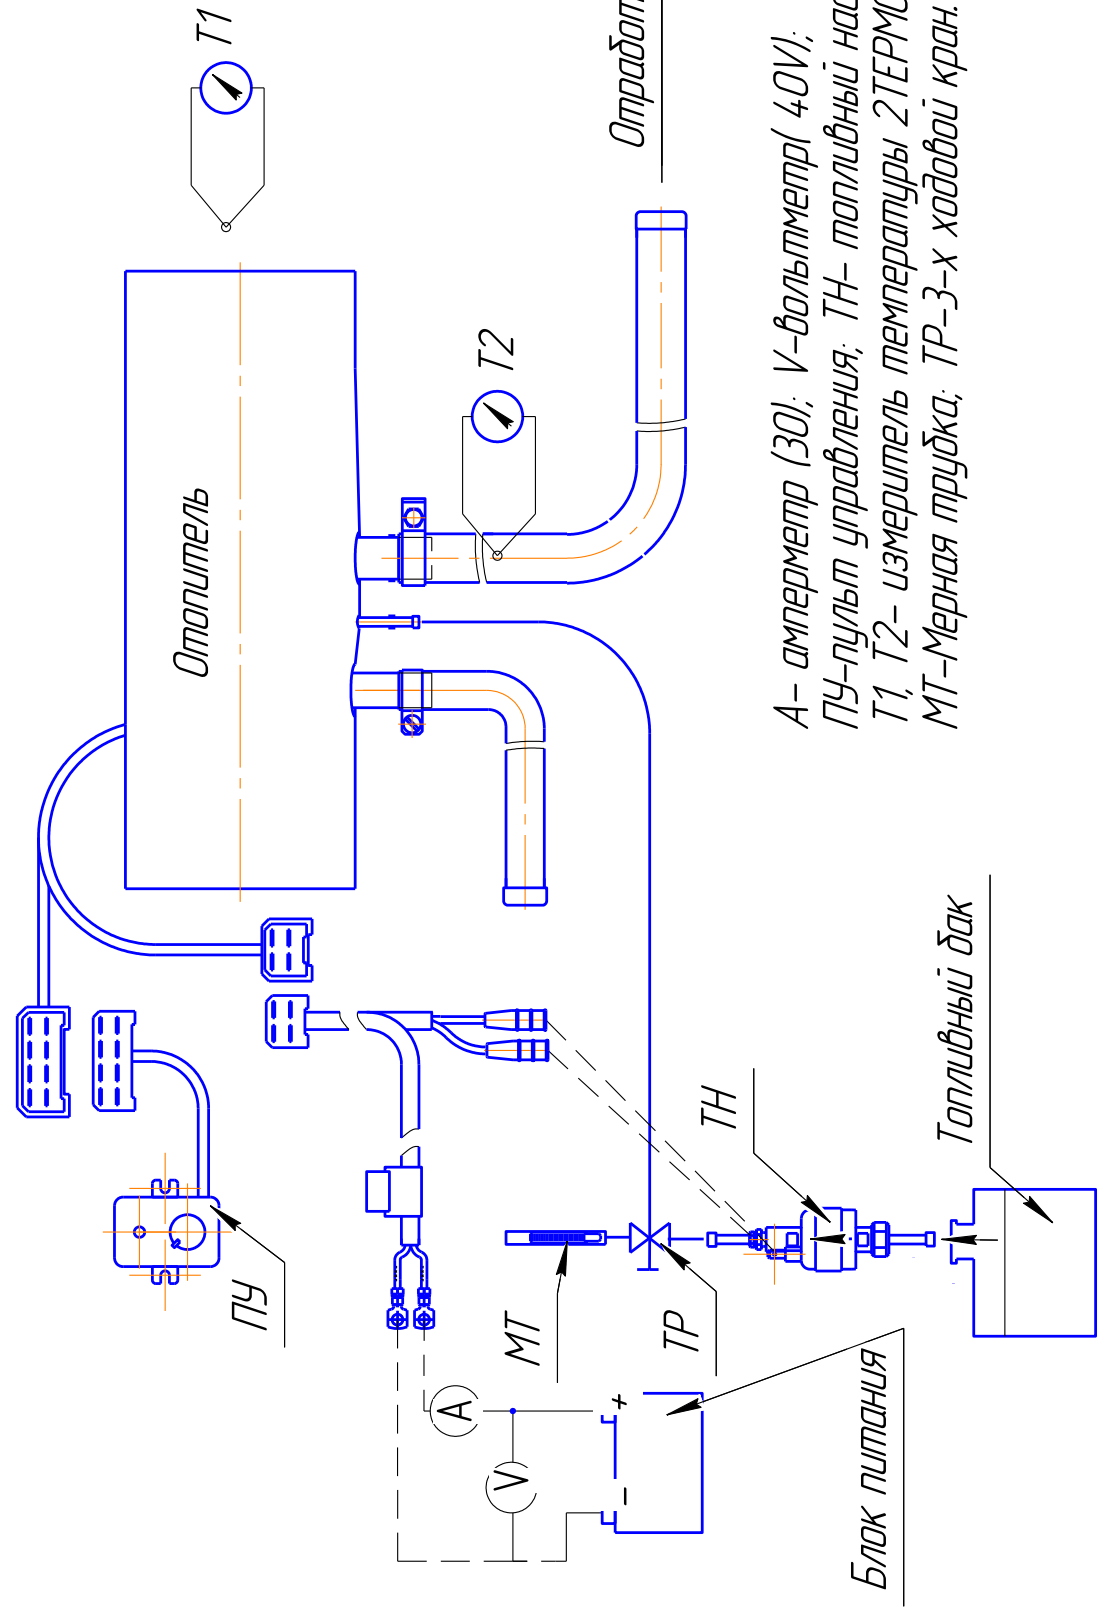 T1
Отопитель
T2
Отработ
ПУ
МТ
ТР
ТН
Топливный бак
A
V
+
−
Блок питания
А- амперметр (30); V-вольтметр( 40V);
ПУ-пульт управления; ТН- топливный нас
Т1, Т2- измеритель температуры 2ТЕРМО
МТ-Мерная трубка; ТР-3-х ходовой кран.